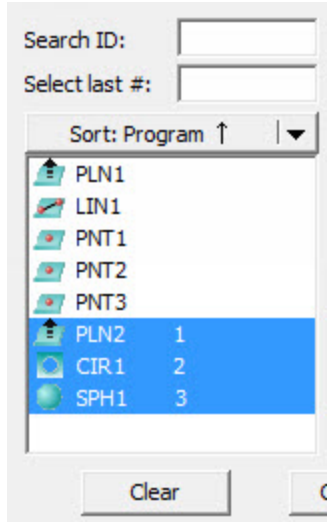 Search ID:
Select last #:
Sort: Program ↑
PLN1
LIN1
PNT1
PNT2
PNT3
PLN2 1
CIR1 2
SPH1 3
Clear